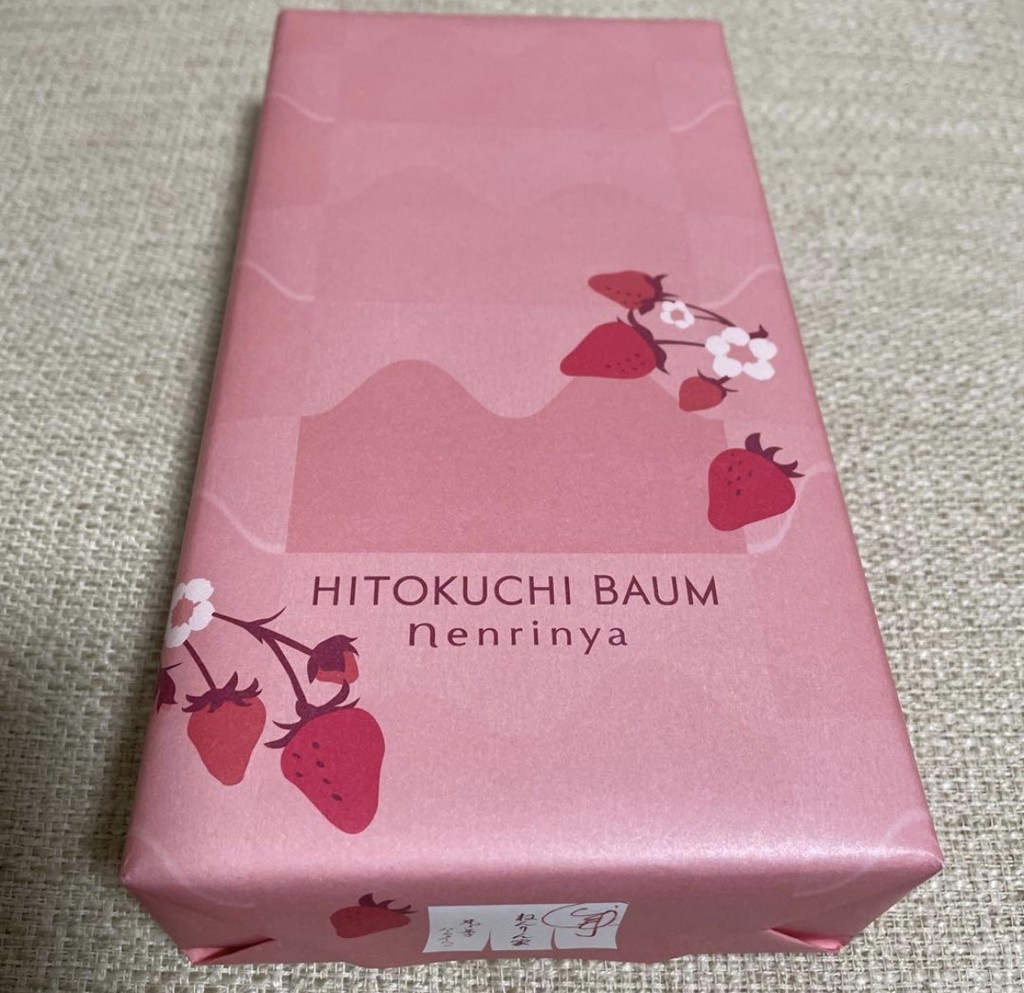 HITOKUCHI BAUM
nenrinya
ねんりん家